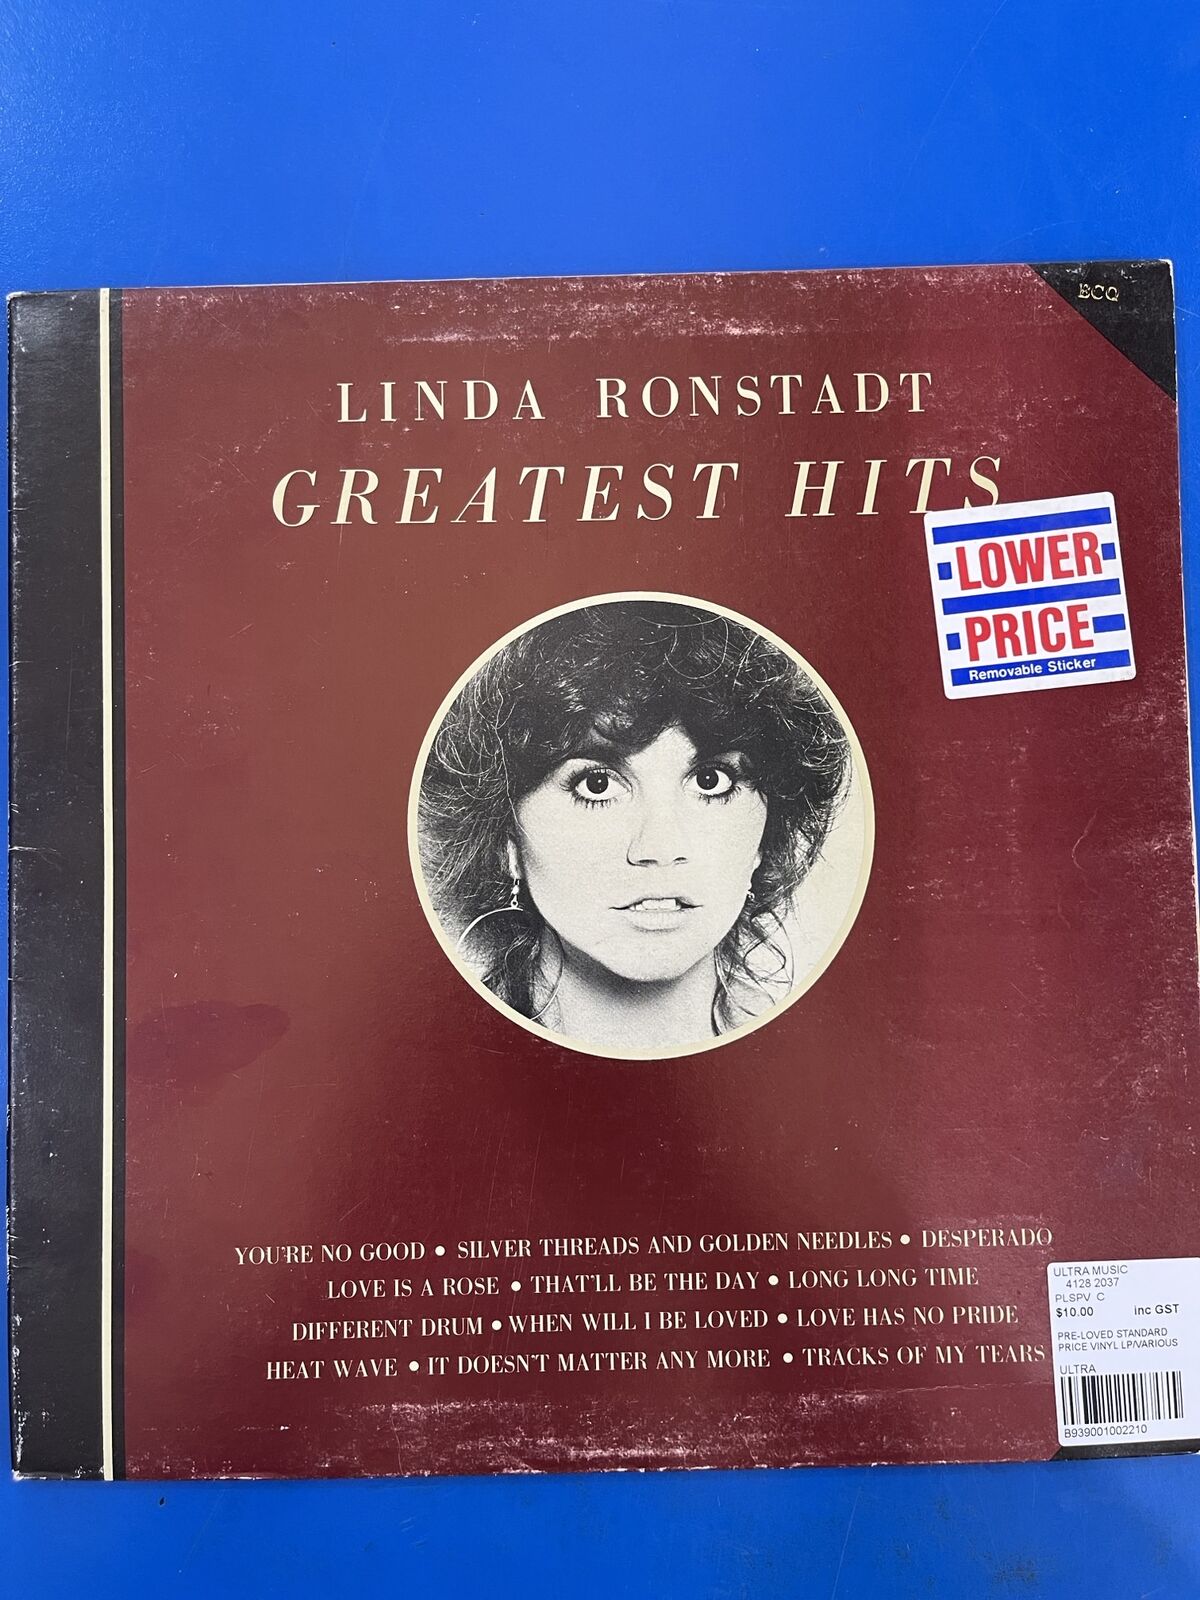 ECQ
LINDA RONSTADT
GREATEST HITS
LOWER
PRICE
Removable Sticker
YOU'RE NO GOOD • SILVER THREADS AND GOLDEN NEEDLES • DESPERADO
LOVE IS A ROSE • THAT'LL BE THE DAY • LONG LONG TIME
DIFFERENT DRUM • WHEN WILL I BE LOVED • LOVE HAS NO PRIDE
HEAT WAVE • IT DOESN'T MATTER ANY MORE • TRACKS OF MY TEARS
ULTRA MUSIC
4128 2037
PLSPV C
$10.00 inc GST
PRE-LOVED STANDARD
PRICE VINYL LP/VARIOUS
ULTRA
B939001002210